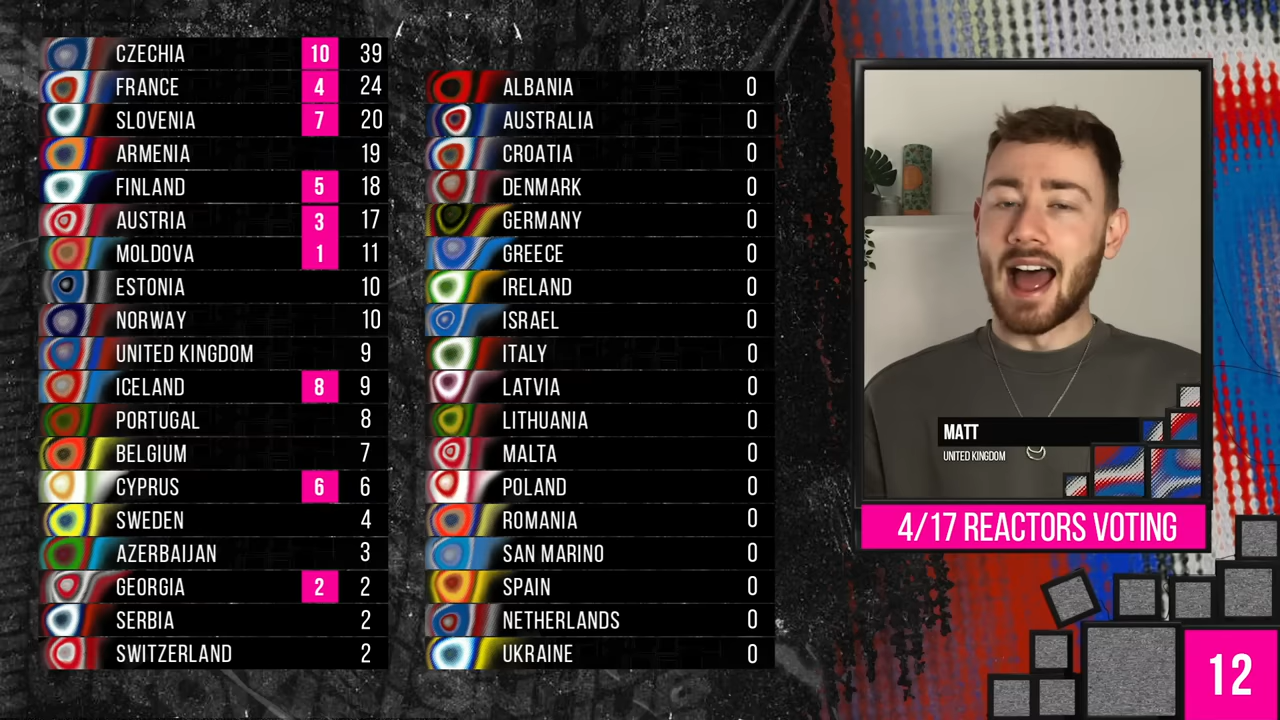 CZECHIA 10 39
FRANCE 4 24
SLOVENIA 7 20
ARMENIA 19
FINLAND 5 18
AUSTRIA 3 17
MOLDOVA 1 11
ESTONIA 10
NORWAY 10
UNITED KINGDOM 9
ICELAND 8 9
PORTUGAL 8
BELGIUM 7
CYPRUS 6 6
SWEDEN 4
AZERBAIJAN 3
GEORGIA 2 2
SERBIA 2
SWITZERLAND 2
ALBANIA 0
AUSTRALIA 0
CROATIA 0
DENMARK 0
GERMANY 0
GREECE 0
IRELAND 0
ISRAEL 0
ITALY 0
LATVIA 0
LITHUANIA 0
MALTA 0
POLAND 0
ROMANIA 0
SAN MARINO 0
SPAIN 0
NETHERLANDS 0
UKRAINE 0
MATT
UNITED KINGDOM
4/17 REACTORS VOTING
12